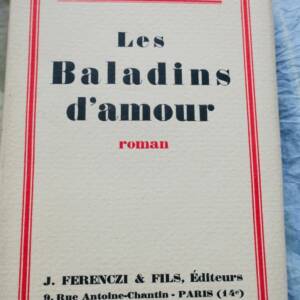 Les
Baladins
d'amour
roman
J. FERENCZI & FILS, Éditeurs
9, Rue Antoine-Chantin - PARIS (14e)